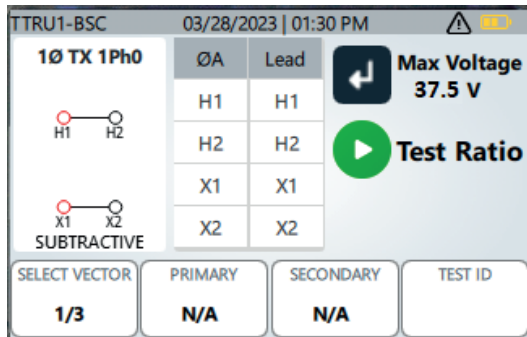 TTRU1-BSC 03/28/2023 | 01:30 PM
1Ø TX 1Ph0
H1 H2
X1 X2
SUBTRACTIVE
ØA Lead
H1 H1
H2 H2
X1 X1
X2 X2
Max Voltage
37.5 V
Test Ratio
SELECT VECTOR
1/3
PRIMARY
N/A
SECONDARY
N/A
TEST ID